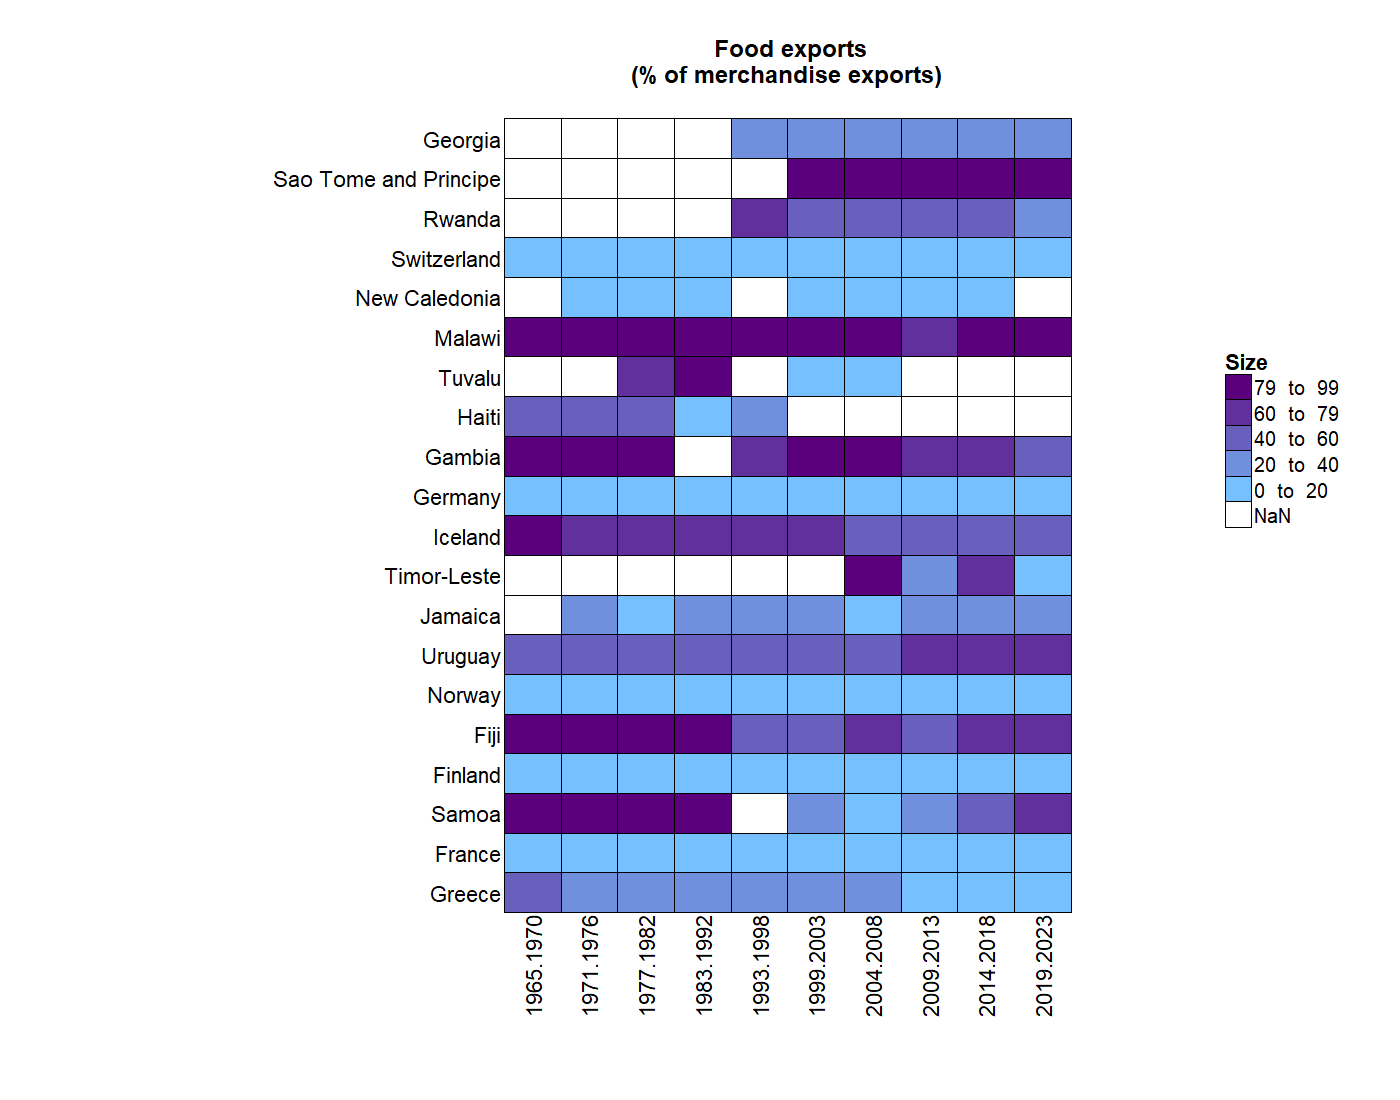 Food exports
(% of merchandise exports)
Georgia
Sao Tome and Principe
Rwanda
Switzerland
New Caledonia
Malawi
Tuvalu
Haiti
Gambia
Germany
Iceland
Timor-Leste
Jamaica
Uruguay
Norway
Fiji
Finland
Samoa
France
Greece
1965.1970
1971.1976
1977.1982
1983.1992
1993.1998
1999.2003
2004.2008
2009.2013
2014.2018
2019.2023
Size
79 to 99
60 to 79
40 to 60
20 to 40
0 to 20
NaN